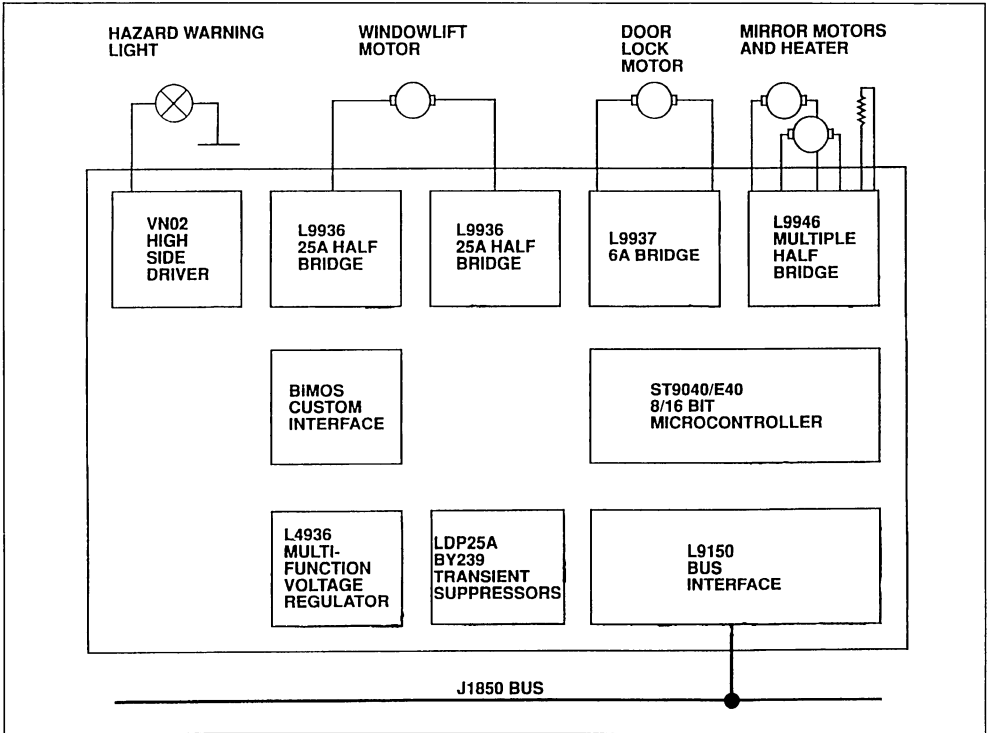 HAZARD WARNING
LIGHT
WINDOWLIFT
MOTOR
DOOR
LOCK
MOTOR
MIRROR MOTORS
AND HEATER
VN02
HIGH
SIDE
DRIVER
L9936
25A HALF
BRIDGE
L9936
25A HALF
BRIDGE
L9937
6A BRIDGE
L9946
MULTIPLE
HALF
BRIDGE
BiMOS
CUSTOM
INTERFACE
ST9040/E40
8/16 BIT
MICROCONTROLLER
L4936
MULTI-
FUNCTION
VOLTAGE
REGULATOR
LDP25A
BY239
TRANSIENT
SUPPRESSORS
L9150
BUS
INTERFACE
J1850 BUS